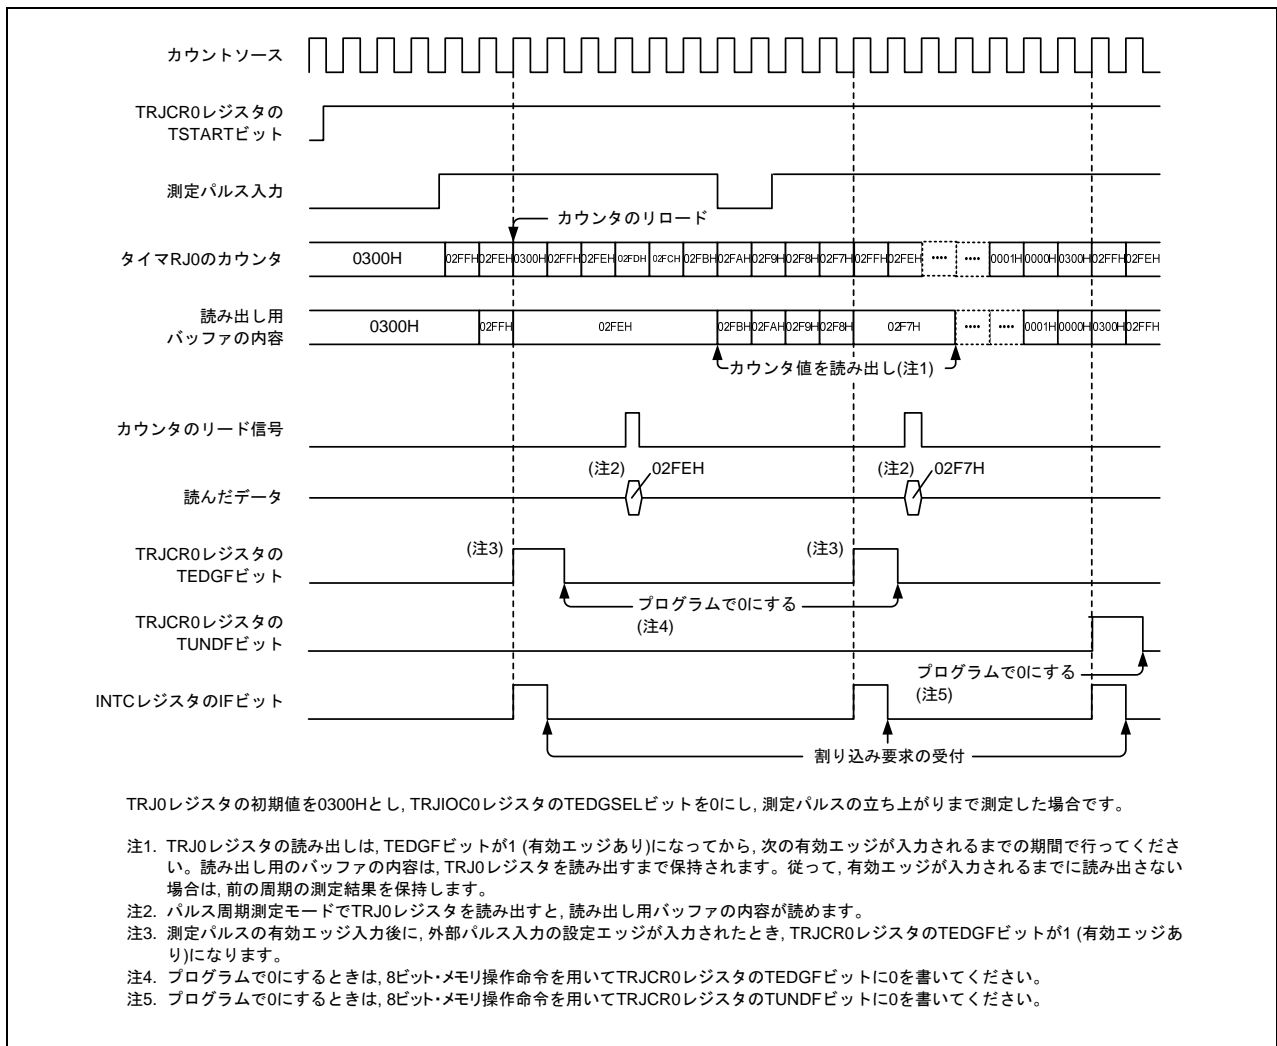 カウントソース
TRJCR0レジスタの
TSTARTビット
測定パルス入力
カウンタのリロード
タイマRJ0のカウンタ
0300H 02FFH 02FEH 0300H 02FFH 02FEH 02FDH 02FCH 02FBH 02FAH 02F9H 02F8H 02F7H 02FFH 02FEH •••• •••• 0001H 0000H 0300H 02FFH 02FEH
読み出し用
バッファの内容
0300H 02FFH 02FEH 02FBH 02FAH 02F9H 02F8H 02F7H •••• •••• 0001H 0000H 0300H 02FFH
カウンタ値を読み出し(注1)
カウンタのリード信号
(注2) 02FEH (注2) 02F7H
読んだデータ
TRJCR0レジスタの
TEDGFビット
(注3) (注3)
プログラムで0にする
(注4)
TRJCR0レジスタの
TUNDFビット
プログラムで0にする
(注5)
INTCレジスタのIFビット
割り込み要求の受付
TRJ0レジスタの初期値を0300Hとし, TRJIOC0レジスタのTEDGSELビットを0にし, 測定パルスの立ち上がりまで測定した場合です。
注1. TRJ0レジスタの読み出しは, TEDGFビットが1 (有効エッジあり)になってから, 次の有効エッジが入力されるまでの期間で行ってくださ
い。読み出し用のバッファの内容は, TRJ0レジスタを読み出すまで保持されます。従って, 有効エッジが入力されるまでに読み出さない
場合は, 前の周期の測定結果を保持します。
注2. パルス周期測定モードでTRJ0レジスタを読み出すと, 読み出し用バッファの内容が読めます。
注3. 測定パルスの有効エッジ入力後に, 外部パルス入力の設定エッジが入力されたとき, TRJCR0レジスタのTEDGFビットが1 (有効エッジあ
り)になります。
注4. プログラムで0にするときは, 8ビット・メモリ操作命令を用いてTRJCR0レジスタのTEDGFビットに0を書いてください。
注5. プログラムで0にするときは, 8ビット・メモリ操作命令を用いてTRJCR0レジスタのTUNDFビットに0を書いてください。